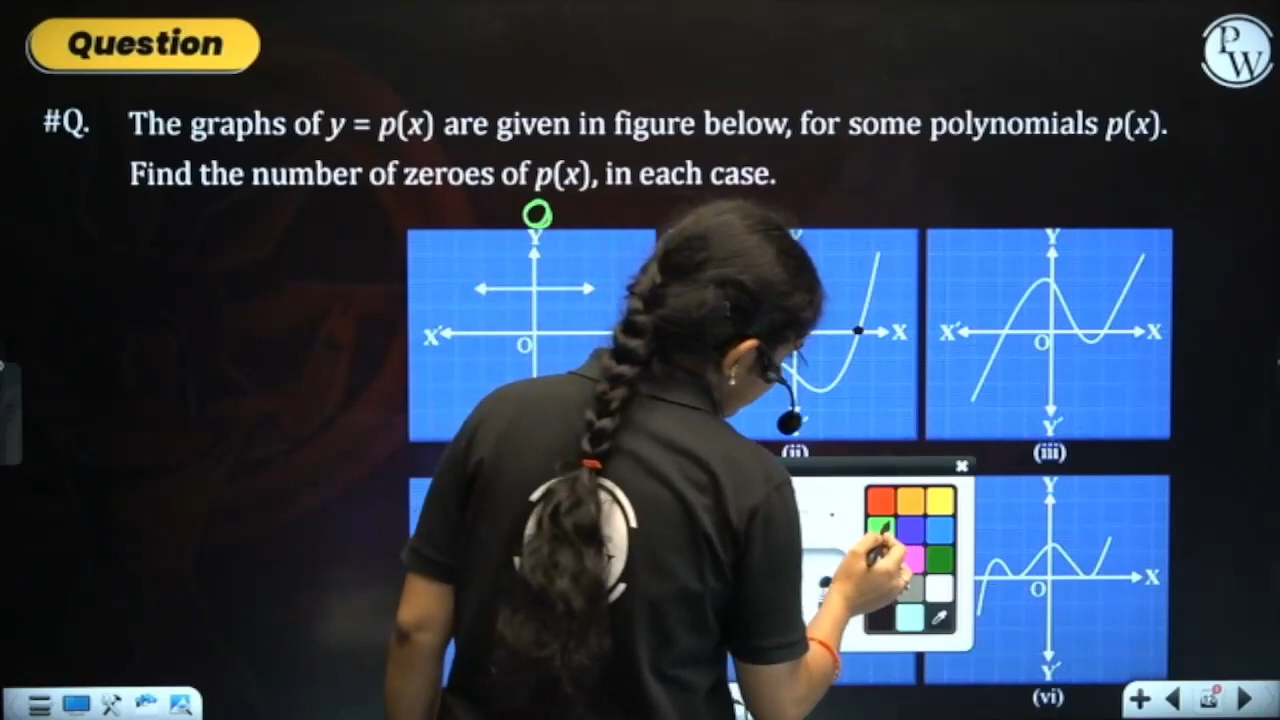 Question
PW
#Q. The graphs of y = p(x) are given in figure below, for some polynomials p(x).
Find the number of zeroes of p(x), in each case.
Y
X'
O
X
Y'
(ii)
Y
X'
O
X
Y'
(iii)
Y
O
X
Y'
(vi)